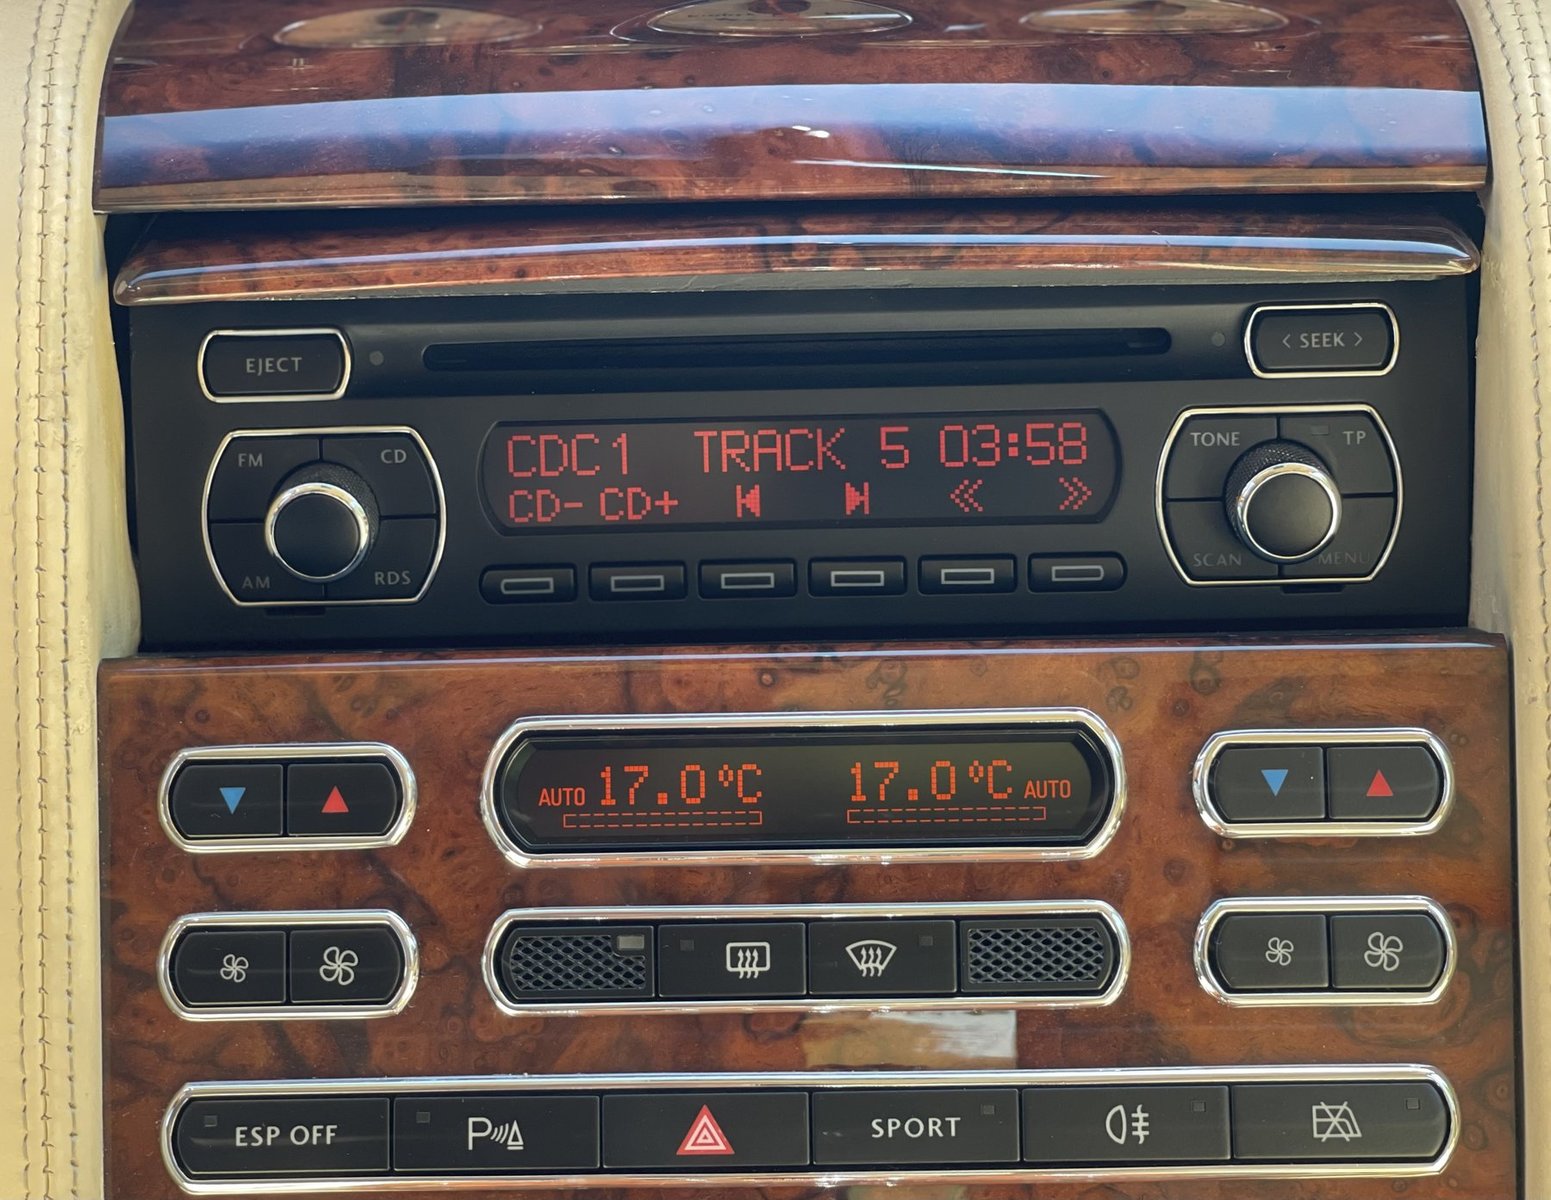 EJECT
< SEEK >
FM
CD
CDC1 TRACK 5 03:58
TONE
TP
CD- CD+
AM
RDS
SCAN
MENU
AUTO 17.0°C 17.0°C AUTO
ESP OFF
P
SPORT